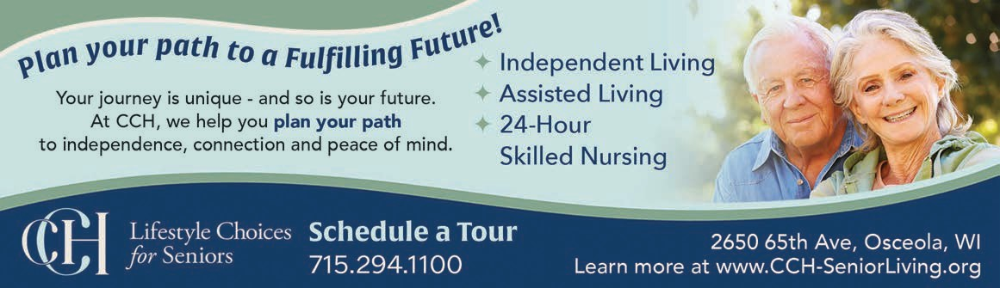 Plan your path to a Fulfilling Future!
Your journey is unique - and so is your future.
At CCH, we help you plan your path
to independence, connection and peace of mind.
Independent Living
Assisted Living
24-Hour
Skilled Nursing
CCH
Lifestyle Choices
for Seniors
Schedule a Tour
715.294.1100
2650 65th Ave, Osceola, WI
Learn more at www.CCH-SeniorLiving.org